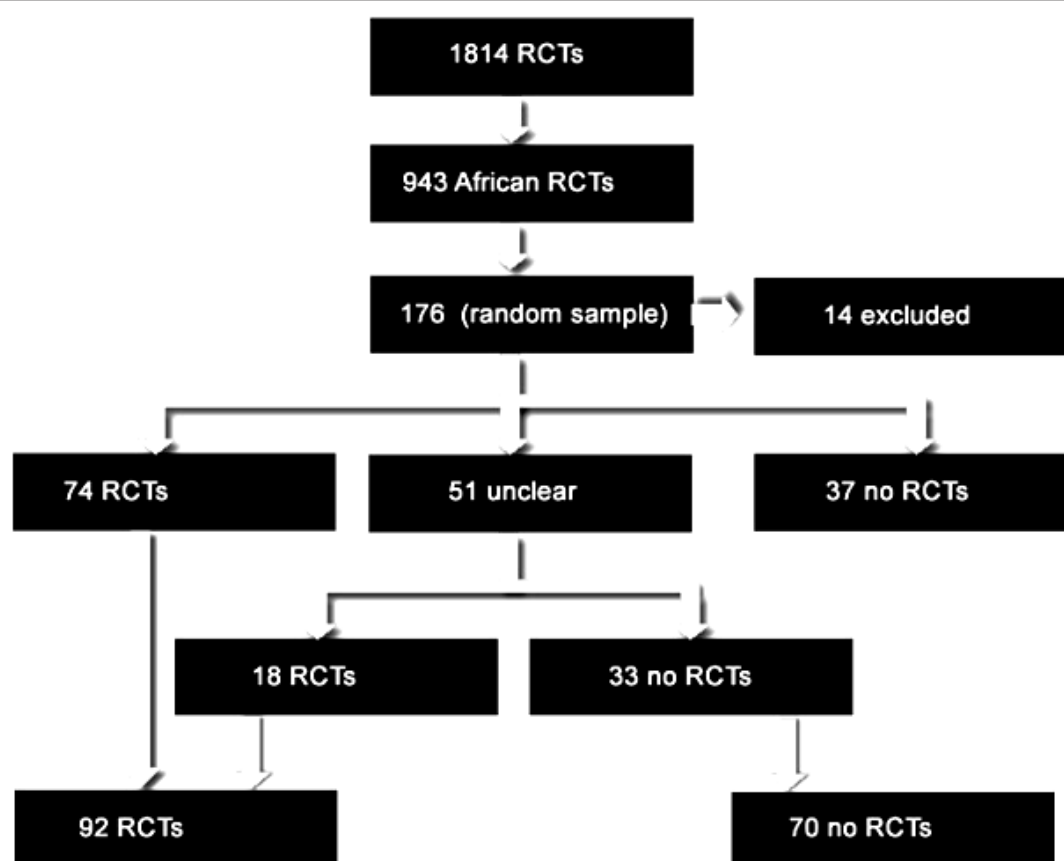 1814 RCTs
943 African RCTs
176 (random sample)
14 excluded
74 RCTs
51 unclear
37 no RCTs
18 RCTs
33 no RCTs
92 RCTs
70 no RCTs